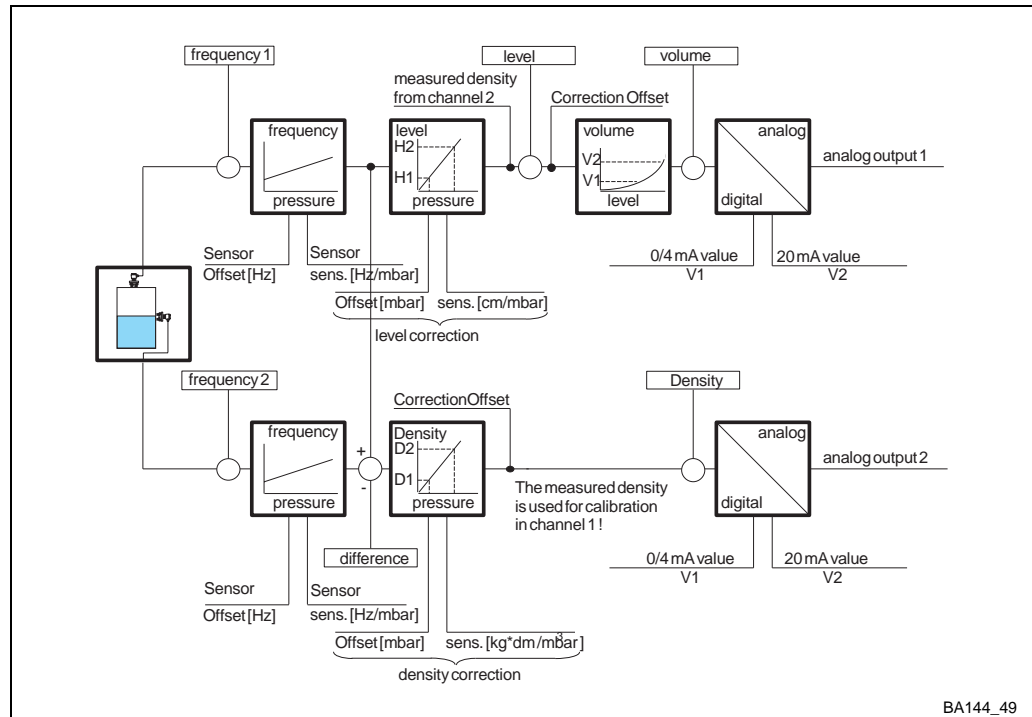 frequency 1
level
volume
measured density
from channel 2
Correction Offset
frequency
pressure
level
H2
H1
pressure
volume
V2
V1
level
analog
digital
analog output 1
Sensor
Offset [Hz]
Sensor
sens. [Hz/mbar]
0/4 mA value
V1
20 mA value
V2
Offset [mbar]
sens. [cm/mbar]
level correction
frequency 2
Density
CorrectionOffset
frequency
pressure
+
-
Density
D2
D1
pressure
The measured density
is used for calibration
in channel 1 !
analog
digital
analog output 2
difference
0/4 mA value
V1
20 mA value
V2
Sensor
Offset [Hz]
Sensor
sens. [Hz/mbar]
Offset [mbar]
sens. [kg*dm³/mbar]
density correction
BA144_49